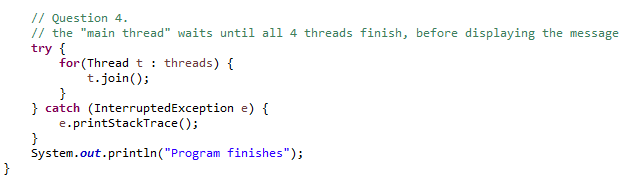 // Question 4.
// the "main thread" waits until all 4 threads finish, before displaying the message
try {
for(Thread t : threads) {
t.join();
}
} catch (InterruptedException e) {
e.printStackTrace();
}
System.out.println("Program finishes");
}